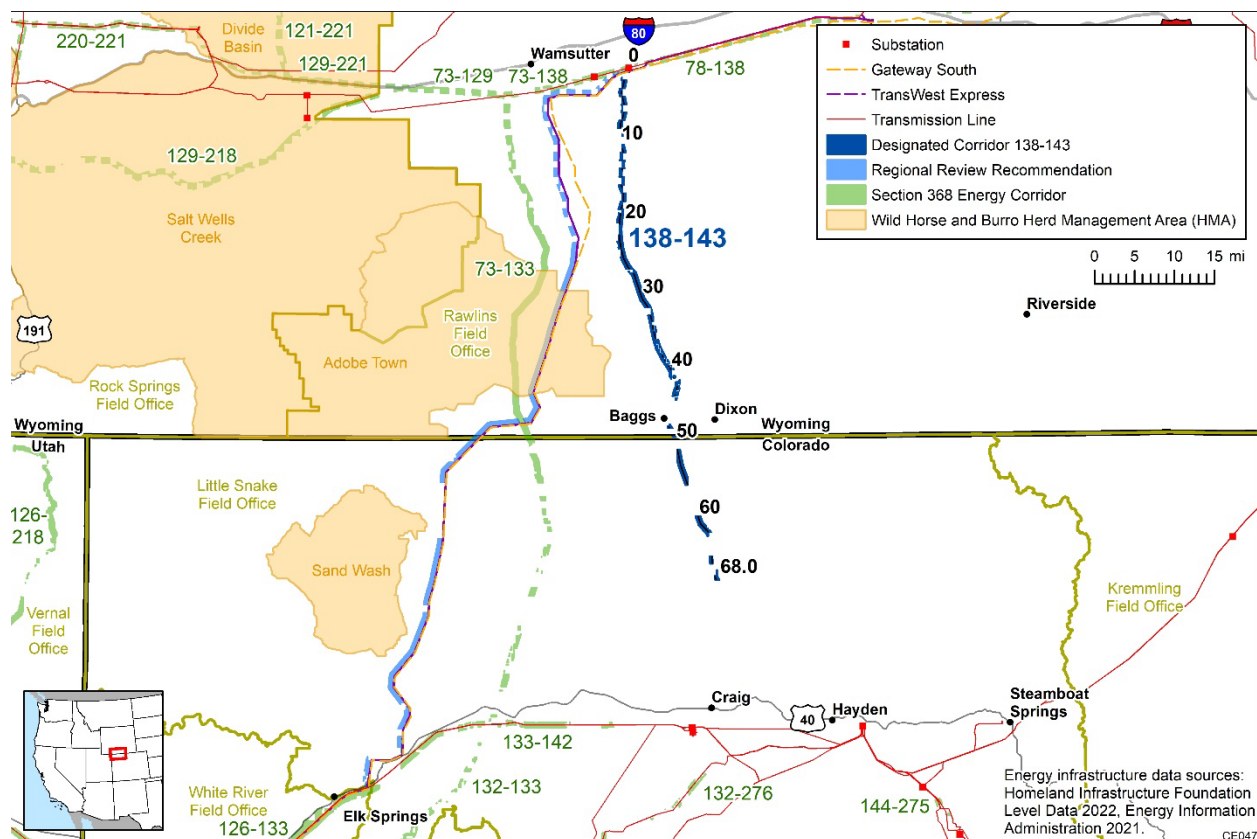 220-221
Divide
Basin
121-221
129-221
Wamsutter
80
0
73-129
73-138
78-138
129-218
10
Salt Wells
Creek
20
138-143
73-133
30
Rawlins
Field
Office
191
Adobe Town
40
Rock Springs
Field Office
Baggs
Dixon
50
Wyoming
Utah
Wyoming
Colorado
Riverside
Little Snake
Field Office
126-
218
60
Sand Wash
68.0
Vernal
Field
Office
Kremmling
Field Office
Craig
40
Hayden
Steamboat
Springs
133-142
132-133
White River
Field Office
Elk Springs
126-133
132-276
144-275
Substation
Gateway South
TransWest Express
Transmission Line
Designated Corridor 138-143
Regional Review Recommendation
Section 368 Energy Corridor
Wild Horse and Burro Herd Management Area (HMA)
0 5 10 15 mi
Energy infrastructure data sources:
Homeland Infrastructure Foundation
Level Data 2022, Energy Information
Administration 2021.
CE047